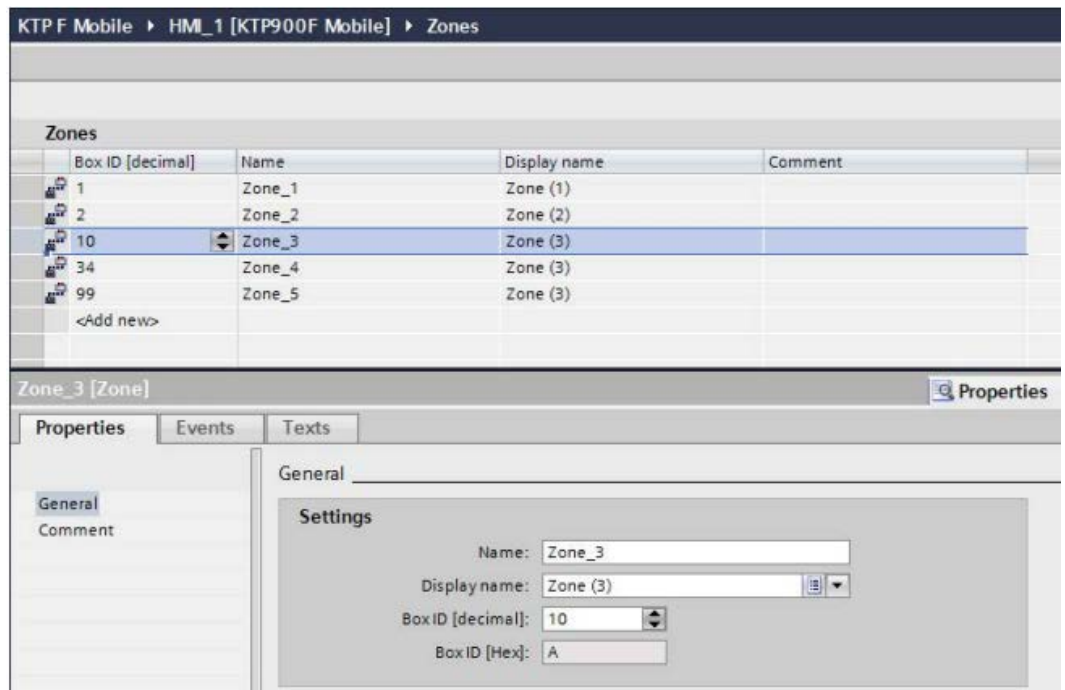 KTP F Mobile ▸ HMI_1 [KTP900F Mobile] ▸ Zones
Zones
Box ID [decimal] Name Display name Comment
1 Zone_1 Zone (1)
2 Zone_2 Zone (2)
10 Zone_3 Zone (3)
34 Zone_4 Zone (3)
99 Zone_5 Zone (3)
<Add new>
Zone_3 [Zone] Properties
Properties Events Texts
General
General
Comment
Settings
Name: Zone_3
Display name: Zone (3)
Box ID [decimal]: 10
Box ID [Hex]: A